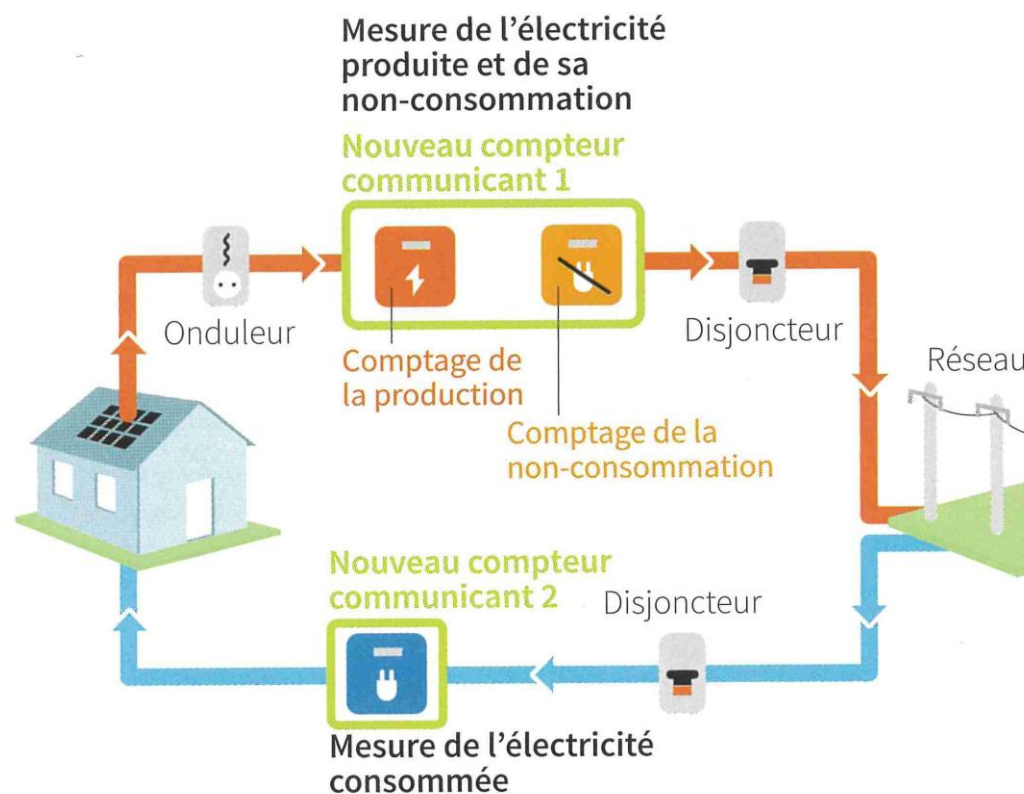 Mesure de l'électricité
produite et de sa
non-consommation
Nouveau compteur
communicant 1
Onduleur
Disjoncteur
Réseau
Comptage de
la production
Comptage de la
non-consommation
Nouveau compteur
communicant 2
Disjoncteur
Mesure de l'électricité
consommée